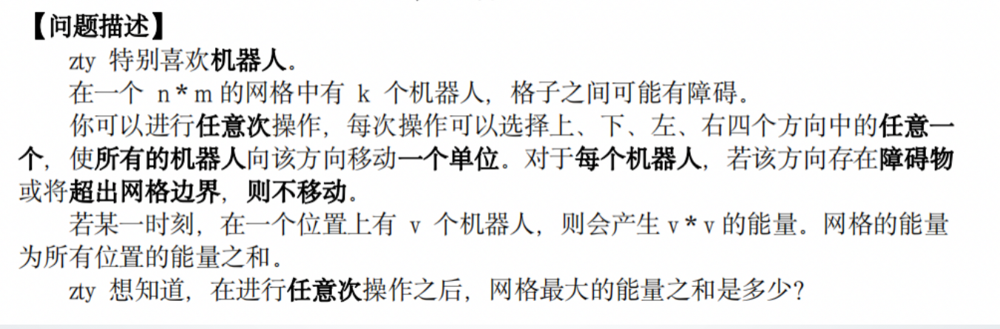 【问题描述】
zty 特别喜欢机器人。
在一个 n*m 的网格中有 k 个机器人，格子之间可能有障碍。
你可以进行任意次操作，每次操作可以选择上、下、左、右四个方向中的任意一
个，使所有的机器人向该方向移动一个单位。对于每个机器人，若该方向存在障碍物
或将超出网格边界，则不移动。
若某一时刻，在一个位置上有 v 个机器人，则会产生 v*v 的能量。网格的能量
为所有位置的能量之和。
zty 想知道，在进行任意次操作之后，网格最大的能量之和是多少？